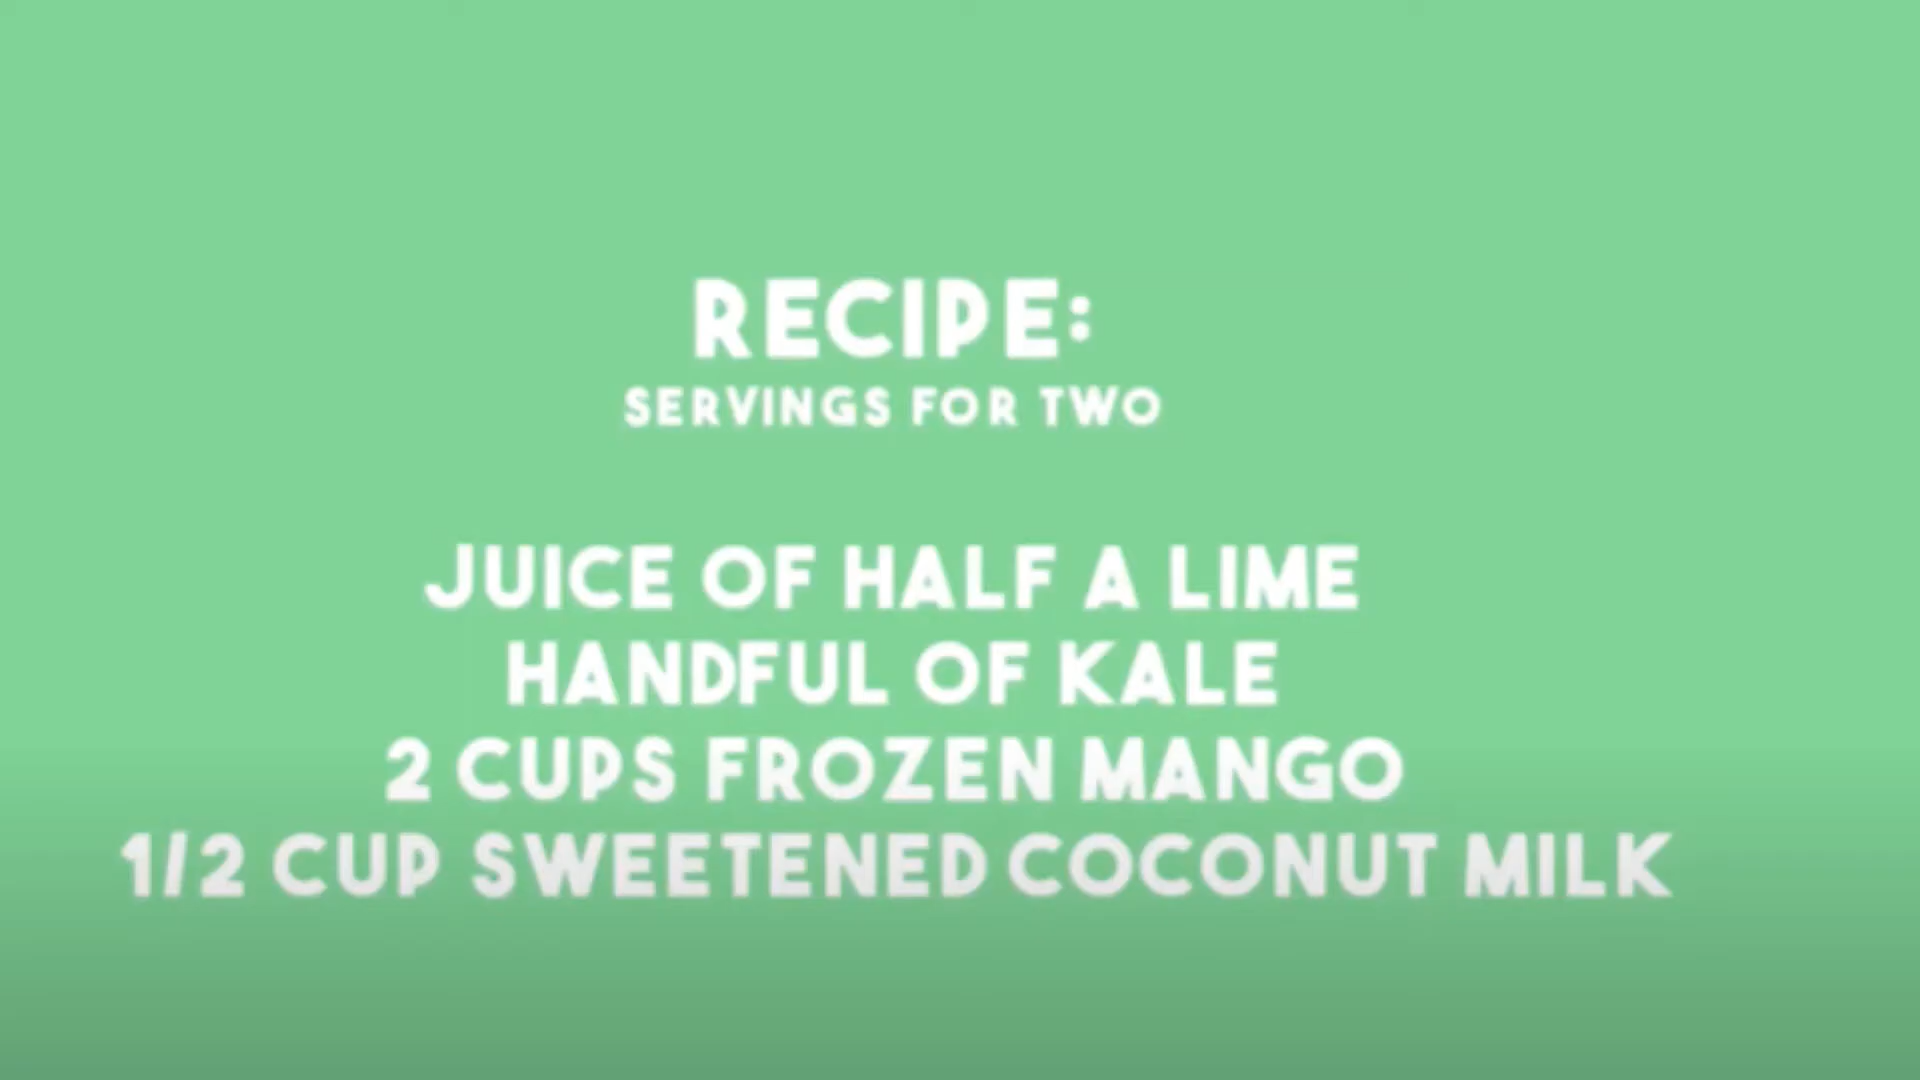 RECIPE:
SERVINGS FOR TWO
JUICE OF HALF A LIME
HANDFUL OF KALE
2 CUPS FROZEN MANGO
1/2 CUP SWEETENED COCONUT MILK